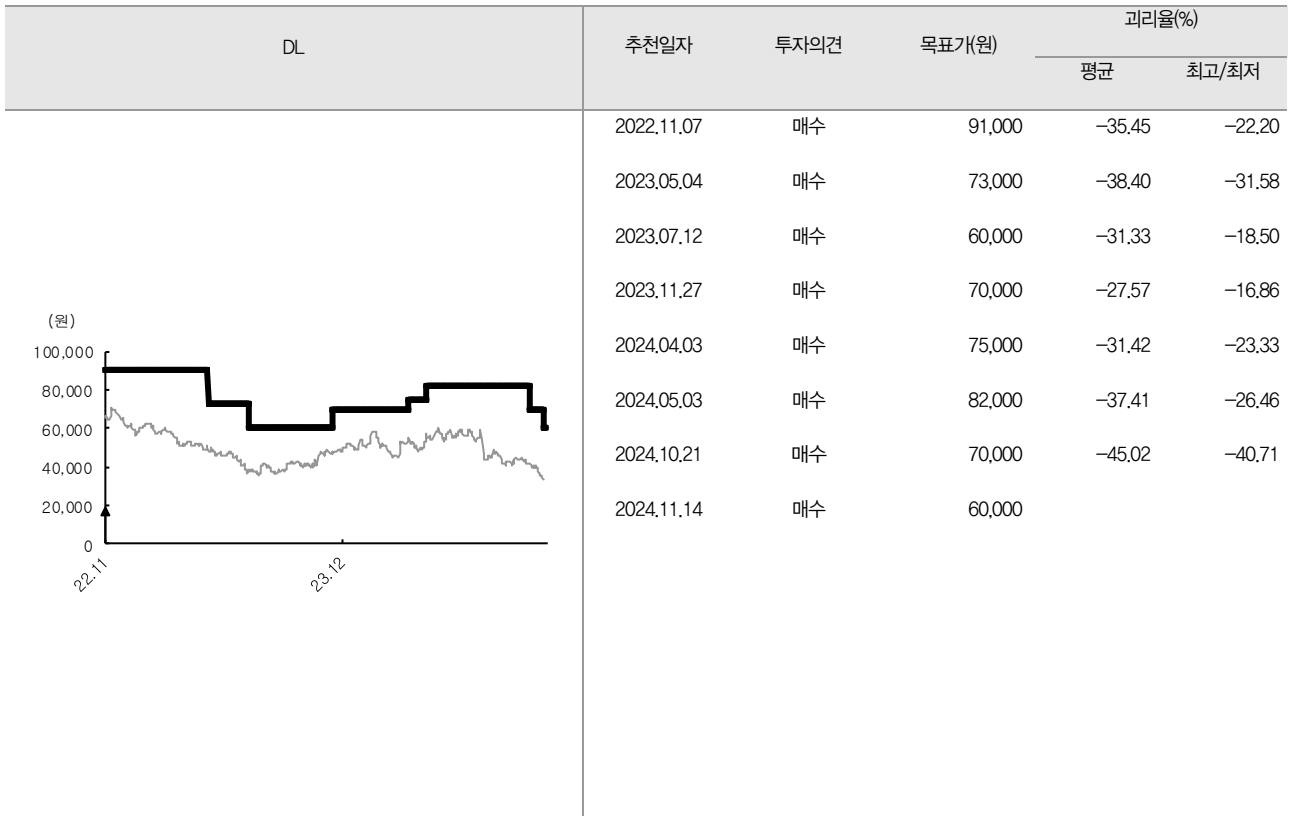 DL
추천일자 투자의견 목표가(원) 괴리율(%)
평균 최고/최저
2022.11.07 매수 91,000 -35.45 -22.20
2023.05.04 매수 73,000 -38.40 -31.58
2023.07.12 매수 60,000 -31.33 -18.50
2023.11.27 매수 70,000 -27.57 -16.86
2024.04.03 매수 75,000 -31.42 -23.33
2024.05.03 매수 82,000 -37.41 -26.46
2024.10.21 매수 70,000 -45.02 -40.71
2024.11.14 매수 60,000
(원)
100,000
80,000
60,000
40,000
20,000
0
22.11
23.12